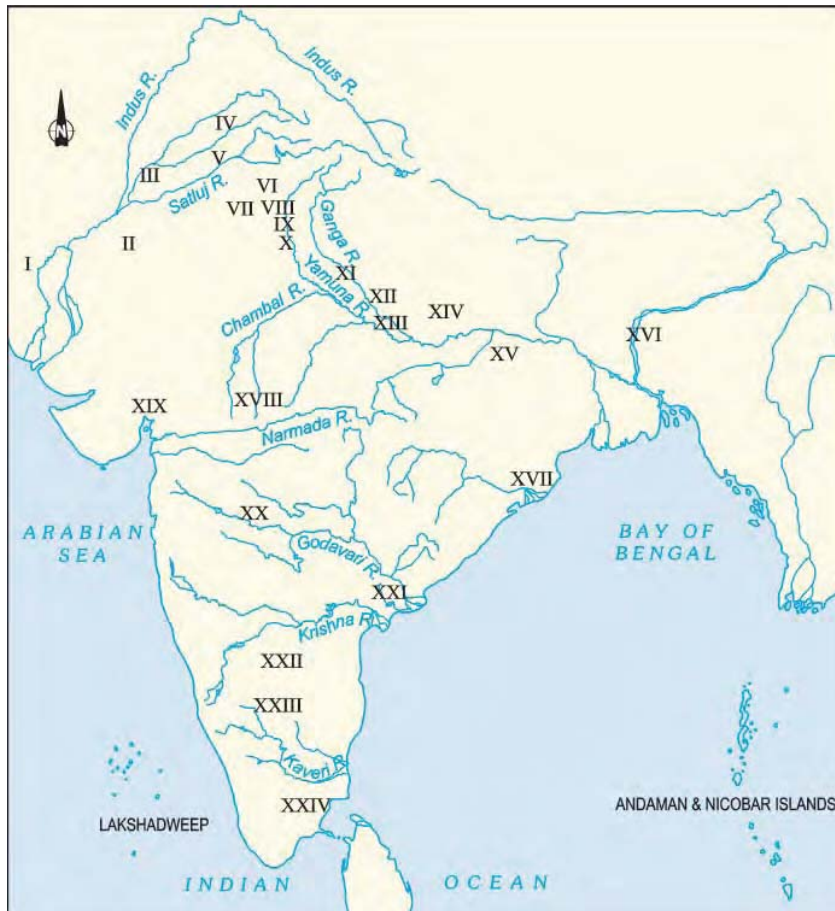 Indus R.
Indus R.
N
IV
III
V
Satluj R.
VI
VII
VIII
IX
X
I
II
Ganga R.
Yamuna R.
XI
Chambal R.
XII
XIII
XIV
XV
XVI
XVIII
XIX
Narmada R.
XVII
XX
ARABIAN
SEA
BAY OF
BENGAL
Godavari R.
XXI
Krishna R.
XXII
XXIII
Kaveri R.
XXIV
LAKSHADWEEP
ANDAMAN & NICOBAR ISLANDS
INDIAN
OCEAN